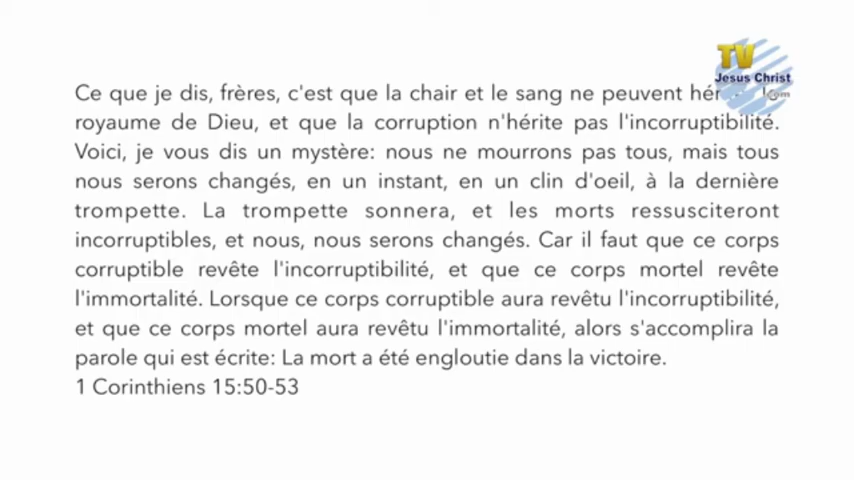 TV
Jesus Christ
.com
Ce que je dis, frères, c'est que la chair et le sang ne peuvent
royaume de Dieu, et que la corruption n'hérite pas l'incorruptibilité.
Voici, je vous dis un mystère: nous ne mourrons pas tous, mais tous
nous serons changés, en un instant, en un clin d'oeil, à la dernière
trompette. La trompette sonnera, et les morts ressusciteront
incorruptibles, et nous, nous serons changés. Car il faut que ce corps
corruptible revête l'incorruptibilité, et que ce corps mortel revête
l'immortalité. Lorsque ce corps corruptible aura revêtu l'incorruptibilité,
et que ce corps mortel aura revêtu l'immortalité, alors s'accomplira la
parole qui est écrite: La mort a été engloutie dans la victoire.
1 Corinthiens 15:50-53